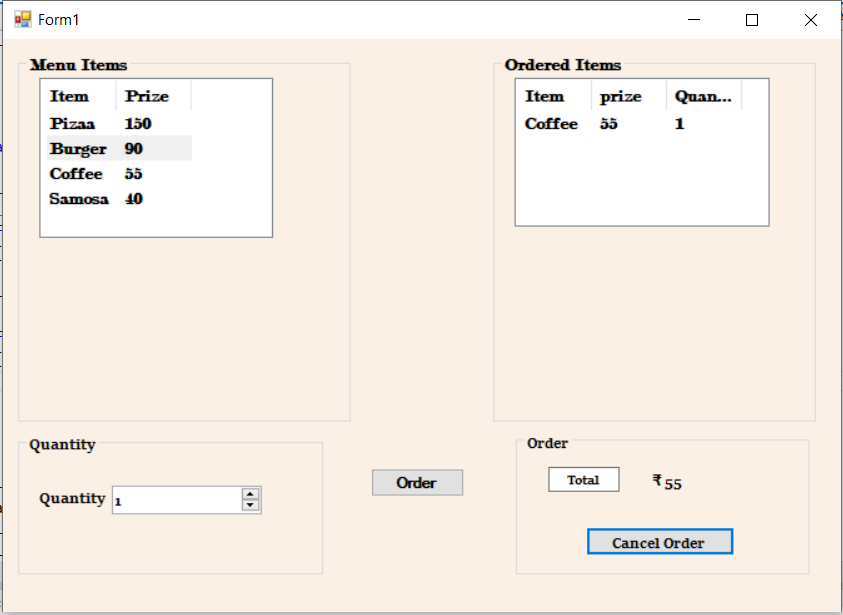 Form1
Menu Items
Item Prize
Pizaa 150
Burger 90
Coffee 55
Samosa 40
Ordered Items
Item prize Quan...
Coffee 55 1
Quantity
Quantity 1
Order
Order
Total ₹ 55
Cancel Order